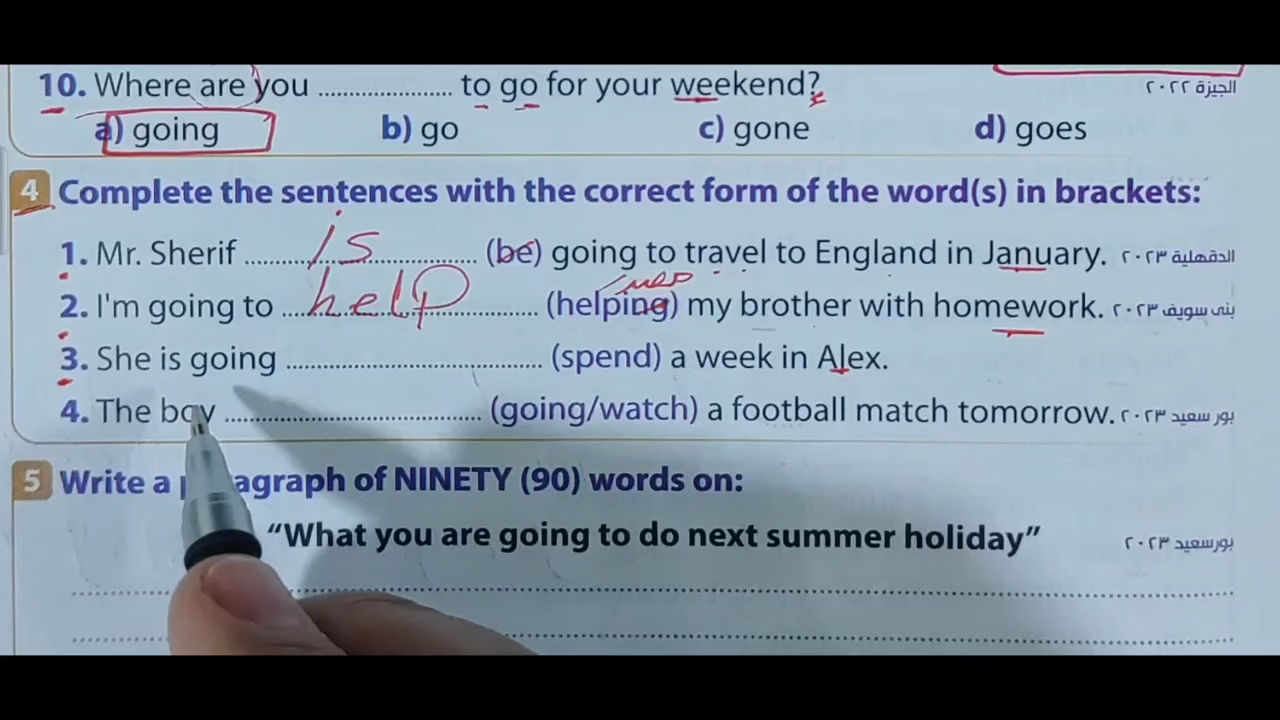 10. Where are you ...................... to go for your weekend? الجيزة ٢٠٢٢
a) going b) go c) gone d) goes
4 Complete the sentences with the correct form of the word(s) in brackets:
1. Mr. Sherif ......is...... (be) going to travel to England in January. الدقهلية ٢٠٢٣
2. I'm going to ......help...... (helping) my brother with homework. بنى سويف ٢٠٢٣
3. She is going ...................... (spend) a week in Alex.
4. The boy ...................... (going/watch) a football match tomorrow. بور سعيد ٢٠٢٣
5 Write a paragraph of NINETY (90) words on:
"What you are going to do next summer holiday" بورسعيد ٢٠٢٣